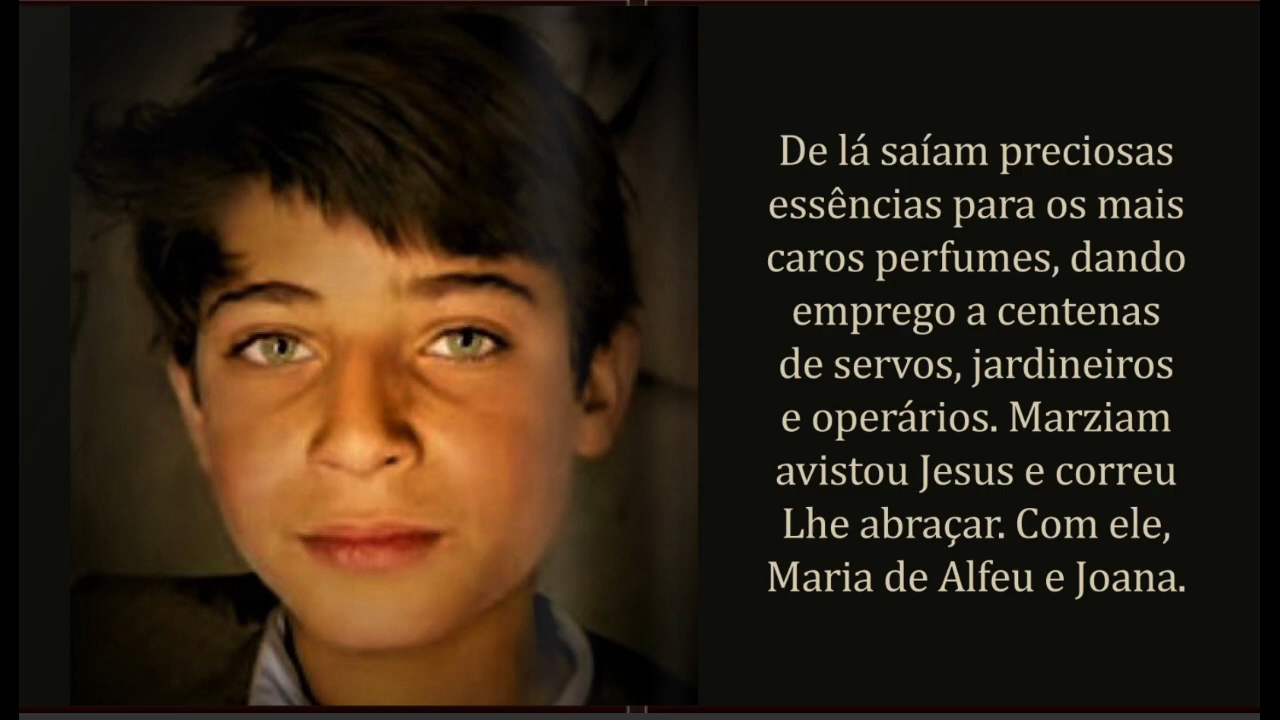 De lá saíam preciosas
essências para os mais
caros perfumes, dando
emprego a centenas
de servos, jardineiros
e operários. Marziam
avistou Jesus e correu
Lhe abraçar. Com ele,
Maria de Alfeu e Joana.